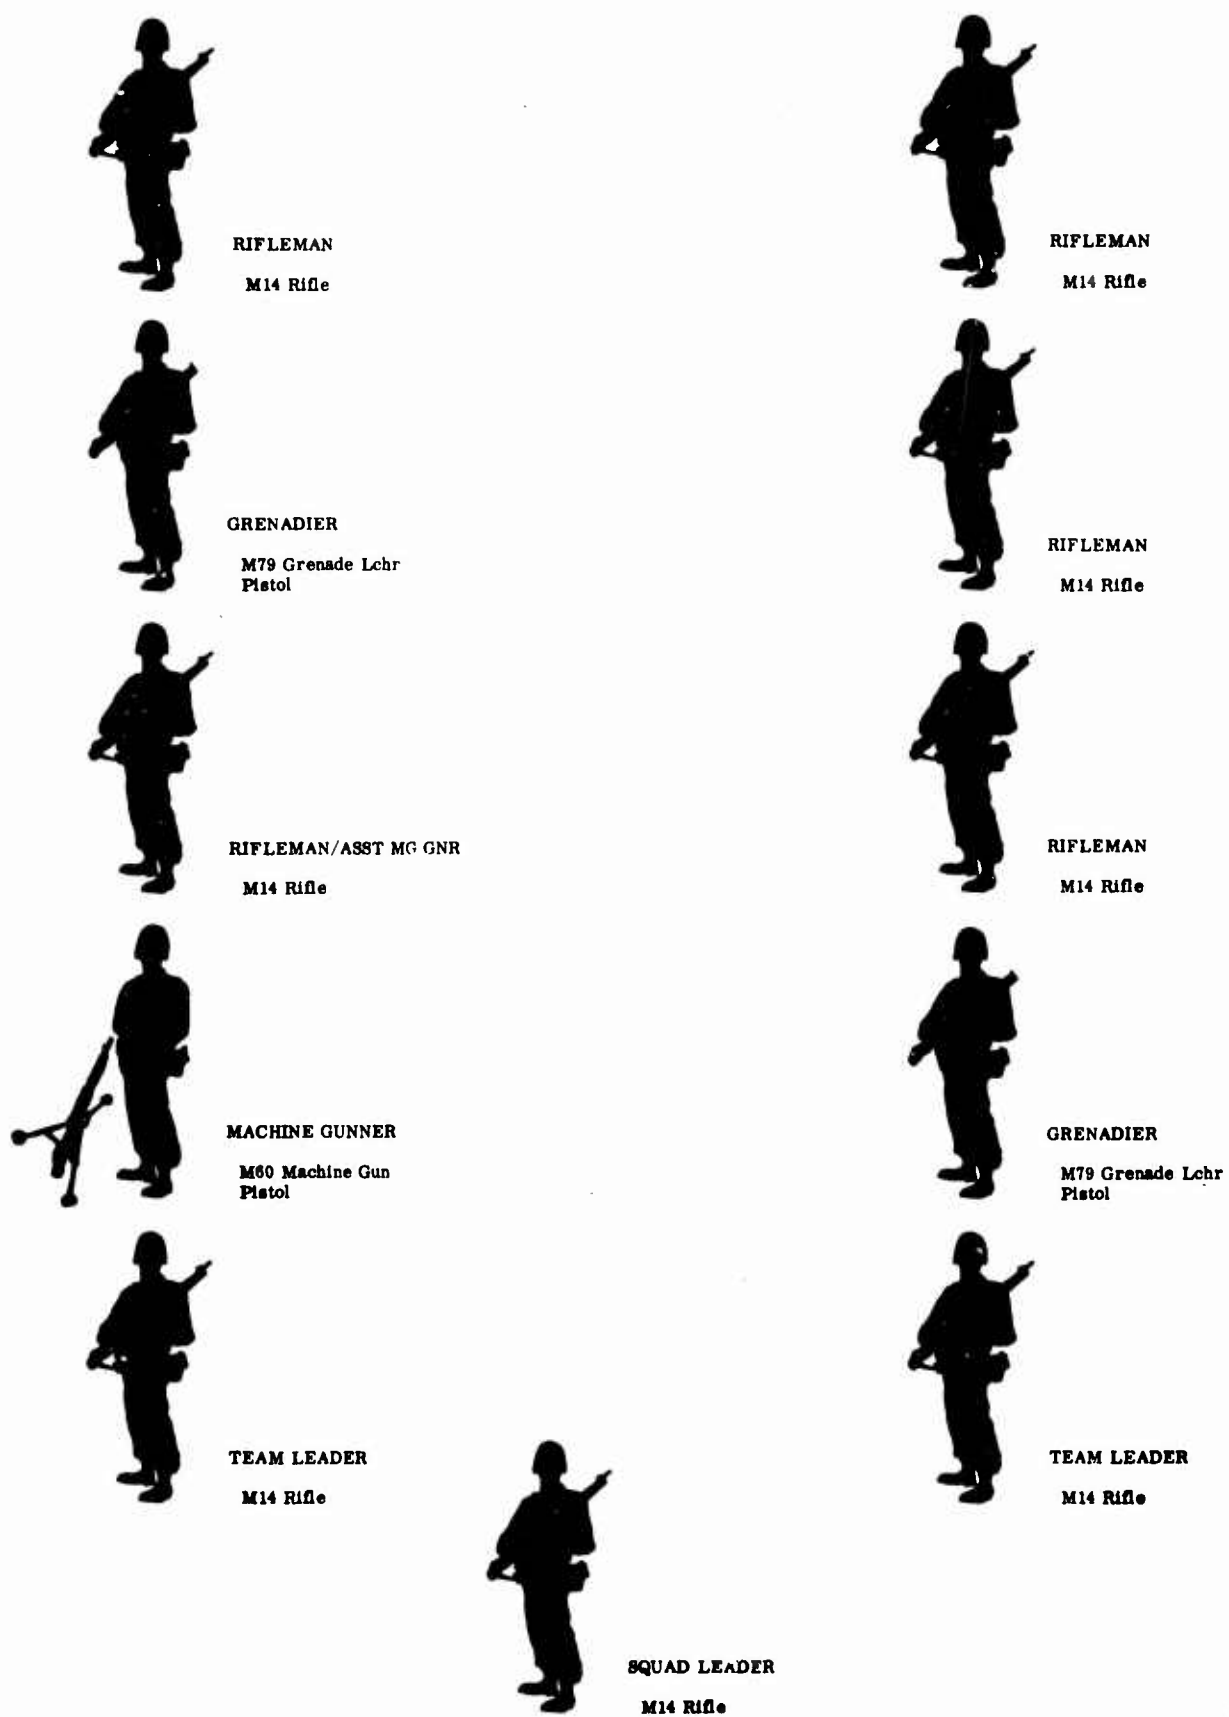 RIFLEMAN
M14 Rifle
GRENADIER
M79 Grenade Lchr
Pistol
RIFLEMAN/ASST MG GNR
M14 Rifle
MACHINE GUNNER
M60 Machine Gun
Pistol
TEAM LEADER
M14 Rifle
RIFLEMAN
M14 Rifle
RIFLEMAN
M14 Rifle
RIFLEMAN
M14 Rifle
GRENADIER
M79 Grenade Lchr
Pistol
TEAM LEADER
M14 Rifle
SQUAD LEADER
M14 Rifle